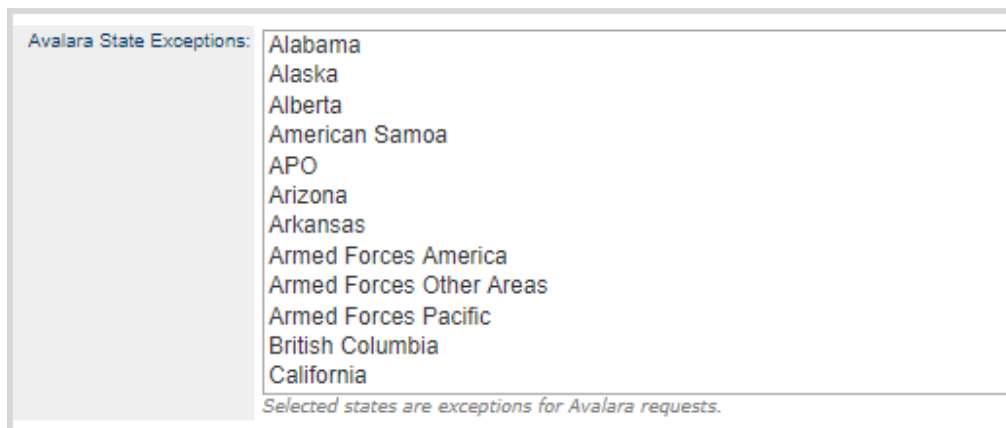 Avalara State Exceptions:
Alabama
Alaska
Alberta
American Samoa
APO
Arizona
Arkansas
Armed Forces America
Armed Forces Other Areas
Armed Forces Pacific
British Columbia
California
Selected states are exceptions for Avalara requests.